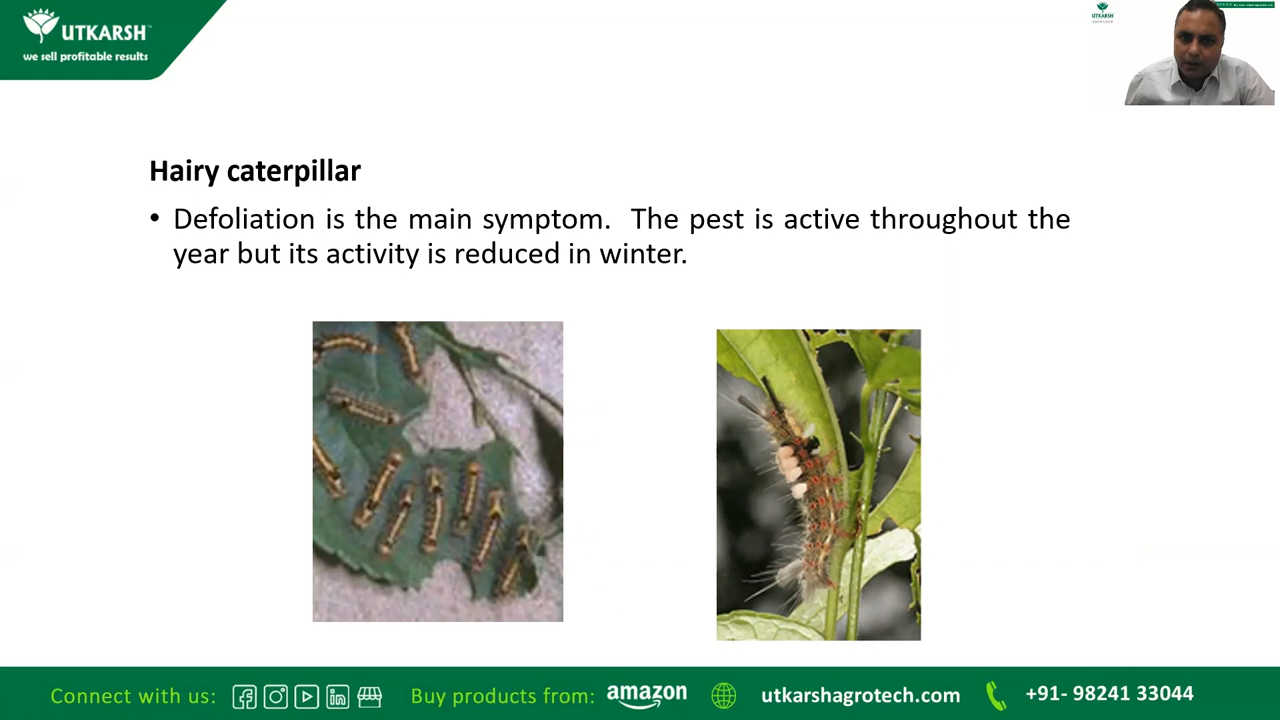 UTKARSH™
we sell profitable results
UTKARSH
Hairy caterpillar
• Defoliation is the main symptom. The pest is active throughout the
year but its activity is reduced in winter.
Connect with us:
Buy products from: amazon
utkarshagrotech.com
+91- 98241 33044